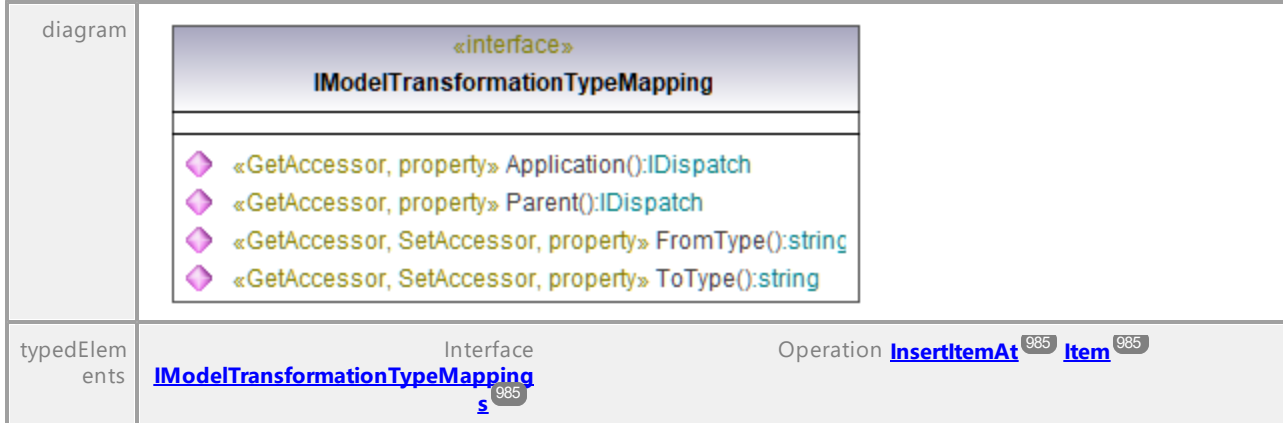 diagram
«interface»
IModelTransformationTypeMapping
«GetAccessor, property» Application():IDispatch
«GetAccessor, property» Parent():IDispatch
«GetAccessor, SetAccessor, property» FromType():string
«GetAccessor, SetAccessor, property» ToType():string
typedElem
ents
Interface
IModelTransformationTypeMapping
s 985
Operation InsertItemAt 985 Item 985